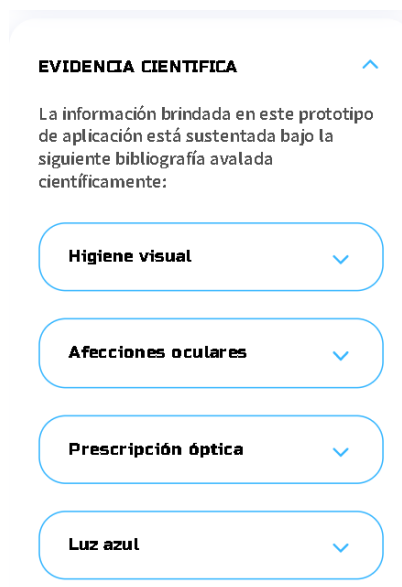 EVIDENCIA CIENTIFICA
La información brindada en este prototipo
de aplicación está sustentada bajo la
siguiente bibliografía avalada
científicamente:
Higiene visual
Afecciones oculares
Prescripción óptica
Luz azul